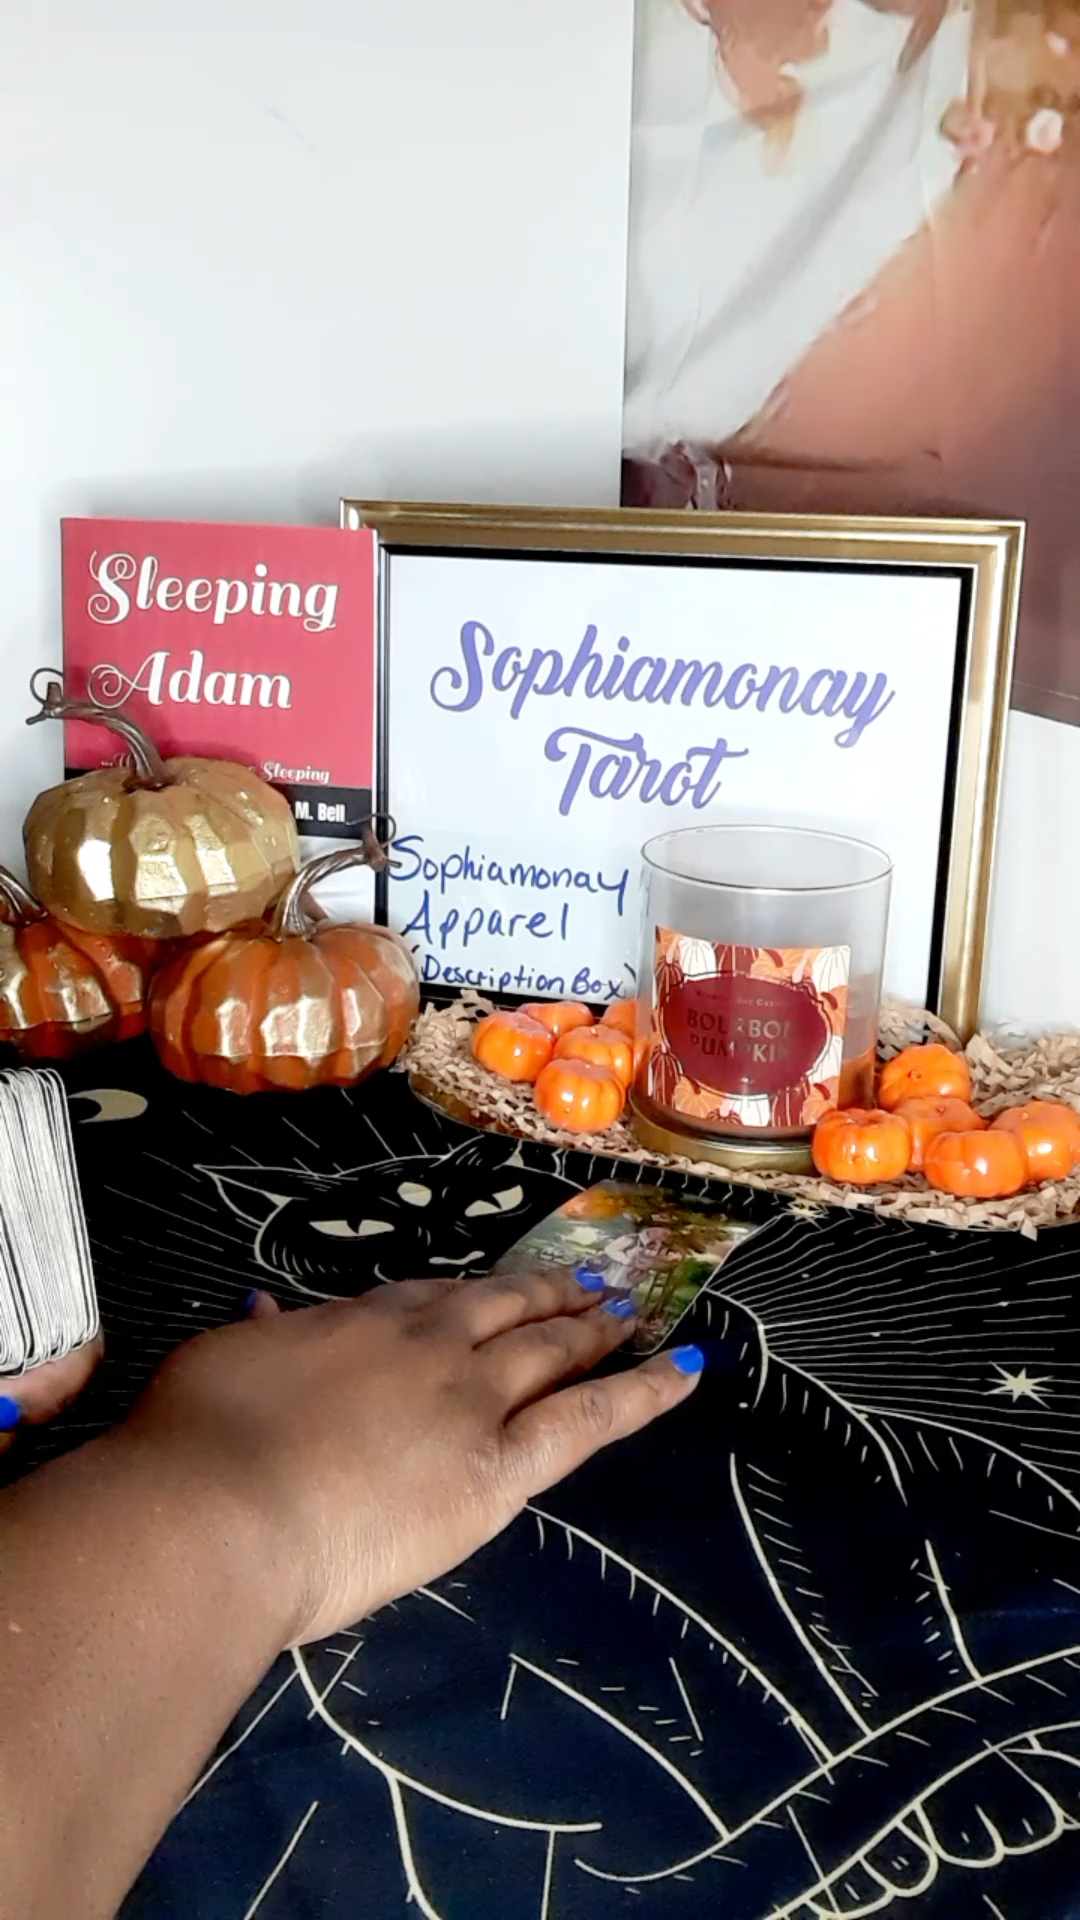 Sleeping
Adam
Sleeping
M. Bell
Sophiamonay
Tarot
Sophiamonay
Apparel
(Description Box)
BOURBON
PUMPKIN